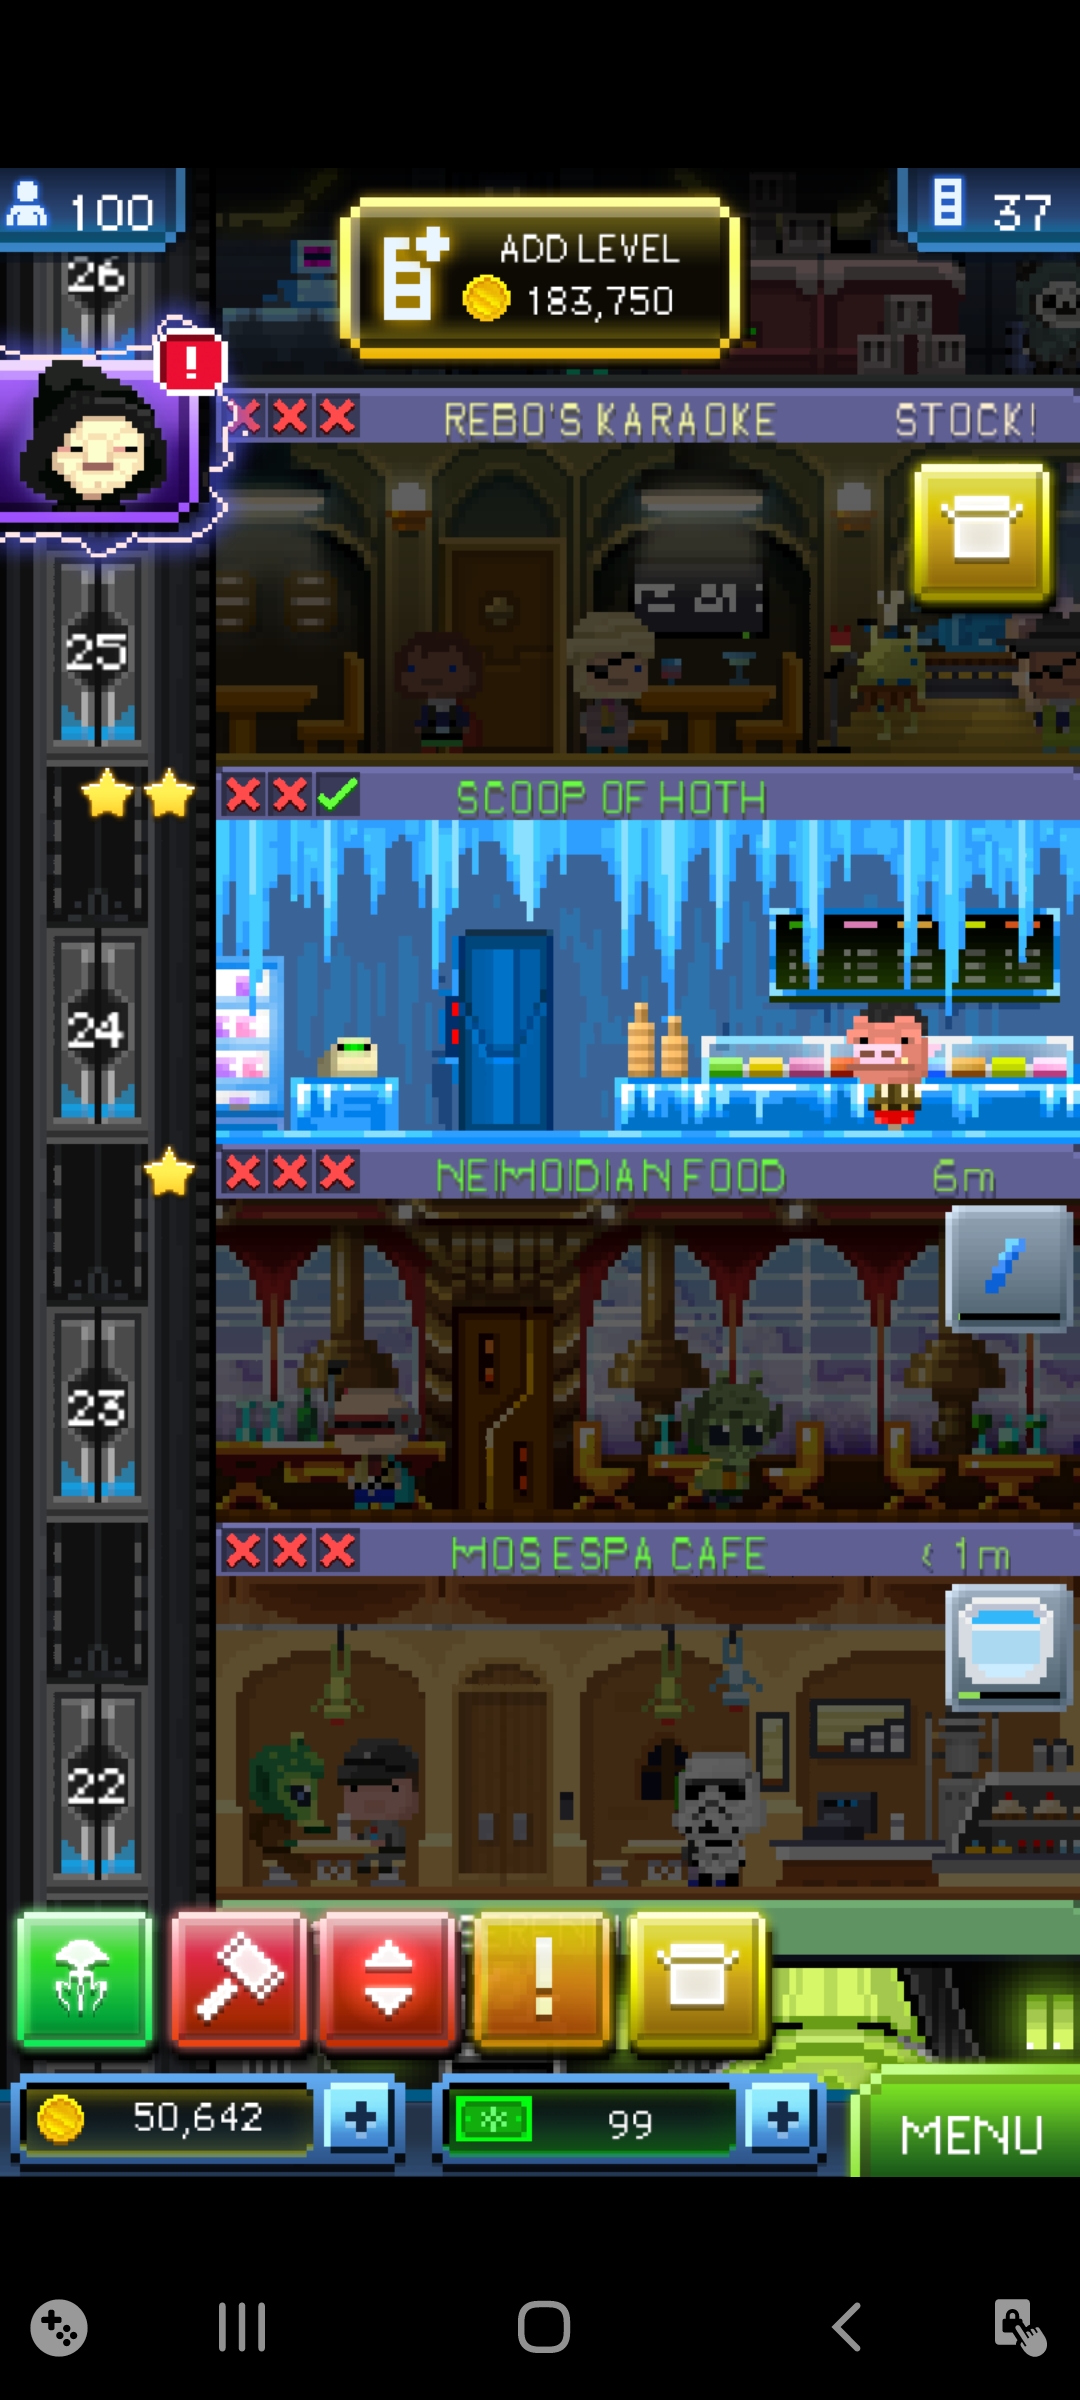 100
ADD LEVEL
183,750
37
26
!
REBO'S KARAOKE
STOCK!
25
SCOOP OF HOTH
24
NEIMOIDIAN FOOD
6m
23
MOS ESPA CAFE
< 1m
22
!
50,642
+
99
+
MENU